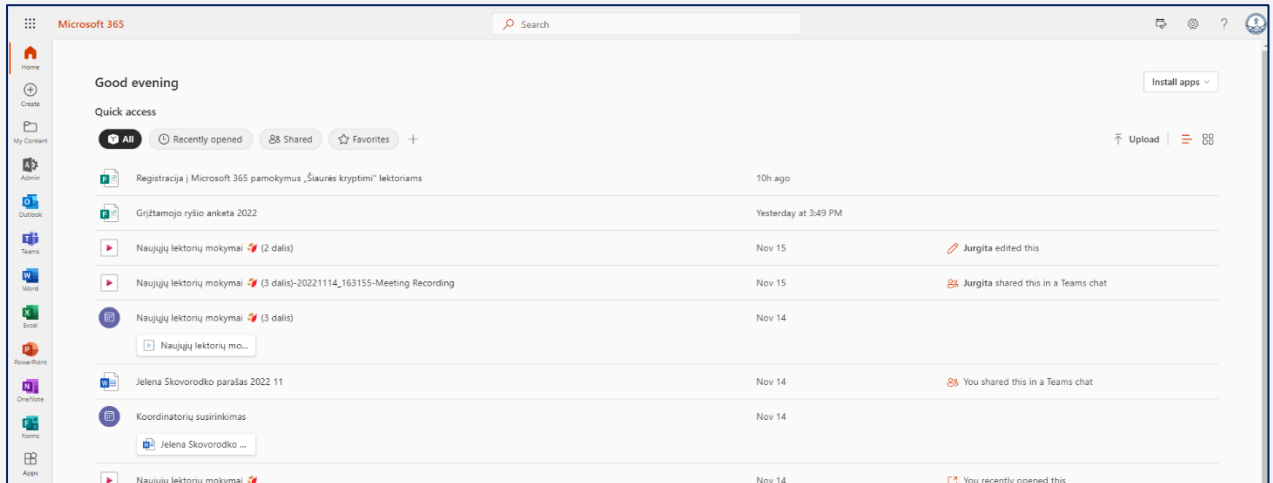 Microsoft 365
Search
?
Home
Create
My Content
Admin
Outlook
Teams
Word
Excel
PowerPoint
OneNote
Forms
Apps
Good evening
Install apps
Quick access
All
Recently opened
Shared
Favorites
Upload
Registracija į Microsoft 365 pamokymus „Šiaurės kryptimi" lektoriams 10h ago
Grįžtamojo ryšio anketa 2022 Yesterday at 3:49 PM
Naujųjų lektorių mokymai (2 dalis) Nov 15 Jurgita edited this
Naujųjų lektorių mokymai (3 dalis)-20221114_163155-Meeting Recording Nov 15 Jurgita shared this in a Teams chat
Naujųjų lektorių mokymai (3 dalis) Nov 14
Naujųjų lektorių mo...
Jelena Skovorodko parašas 2022 11 Nov 14 You shared this in a Teams chat
Koordinatorių susirinkimas Nov 14
Jelena Skovorodko ...
Naujųjų lektorių mokymai Nov 14 You recently opened this